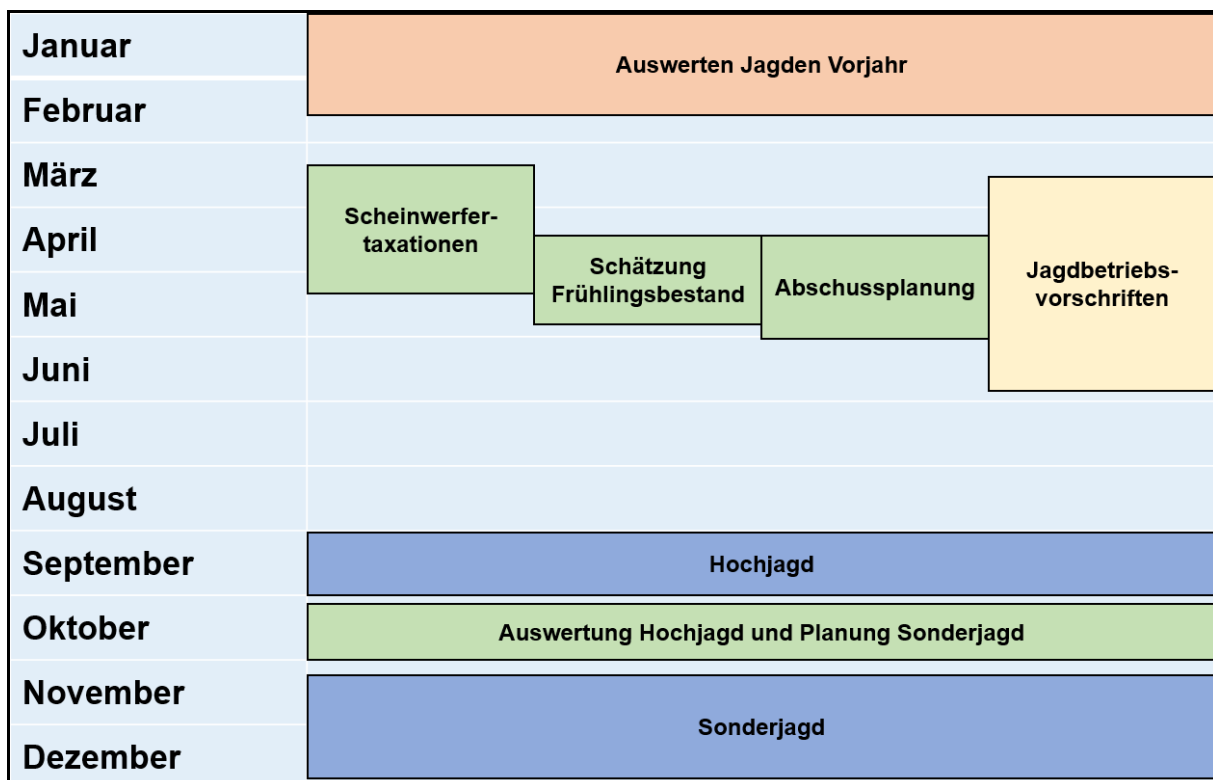 Januar
Auswerten Jagden Vorjahr
Februar
März
Scheinwerfer-
taxationen
April
Schätzung
Frühlingsbestand
Abschussplanung
Jagdbetriebs-
vorschriften
Mai
Juni
Juli
August
September
Hochjagd
Oktober
Auswertung Hochjagd und Planung Sonderjagd
November
Sonderjagd
Dezember